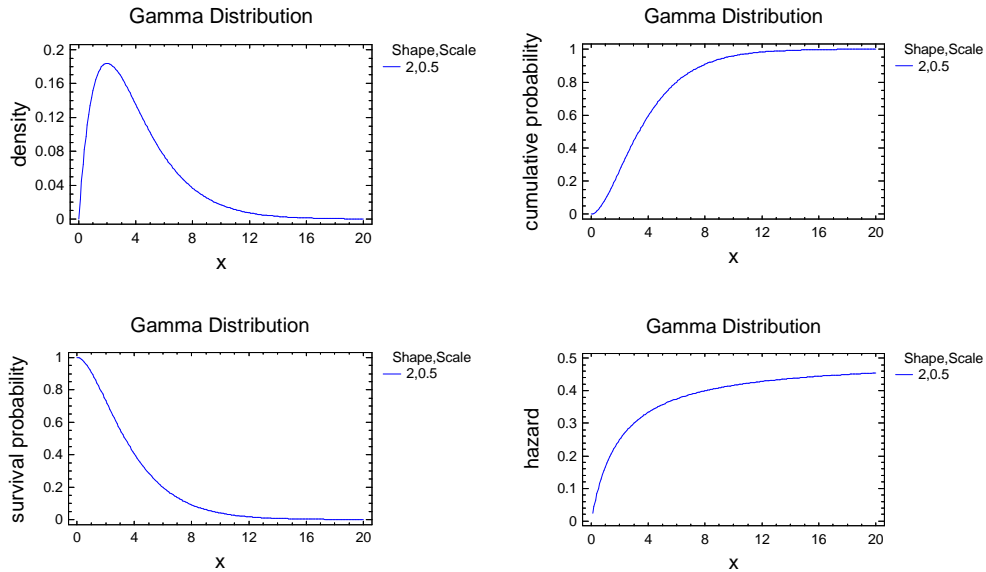 Gamma Distribution
Shape,Scale
2,0.5
density
0.2
0.16
0.12
0.08
0.04
0
0 4 8 12 16 20
x
Gamma Distribution
Shape,Scale
2,0.5
cumulative probability
1
0.8
0.6
0.4
0.2
0
0 4 8 12 16 20
x
Gamma Distribution
Shape,Scale
2,0.5
survival probability
1
0.8
0.6
0.4
0.2
0
0 4 8 12 16 20
x
Gamma Distribution
Shape,Scale
2,0.5
hazard
0.5
0.4
0.3
0.2
0.1
0
0 4 8 12 16 20
x